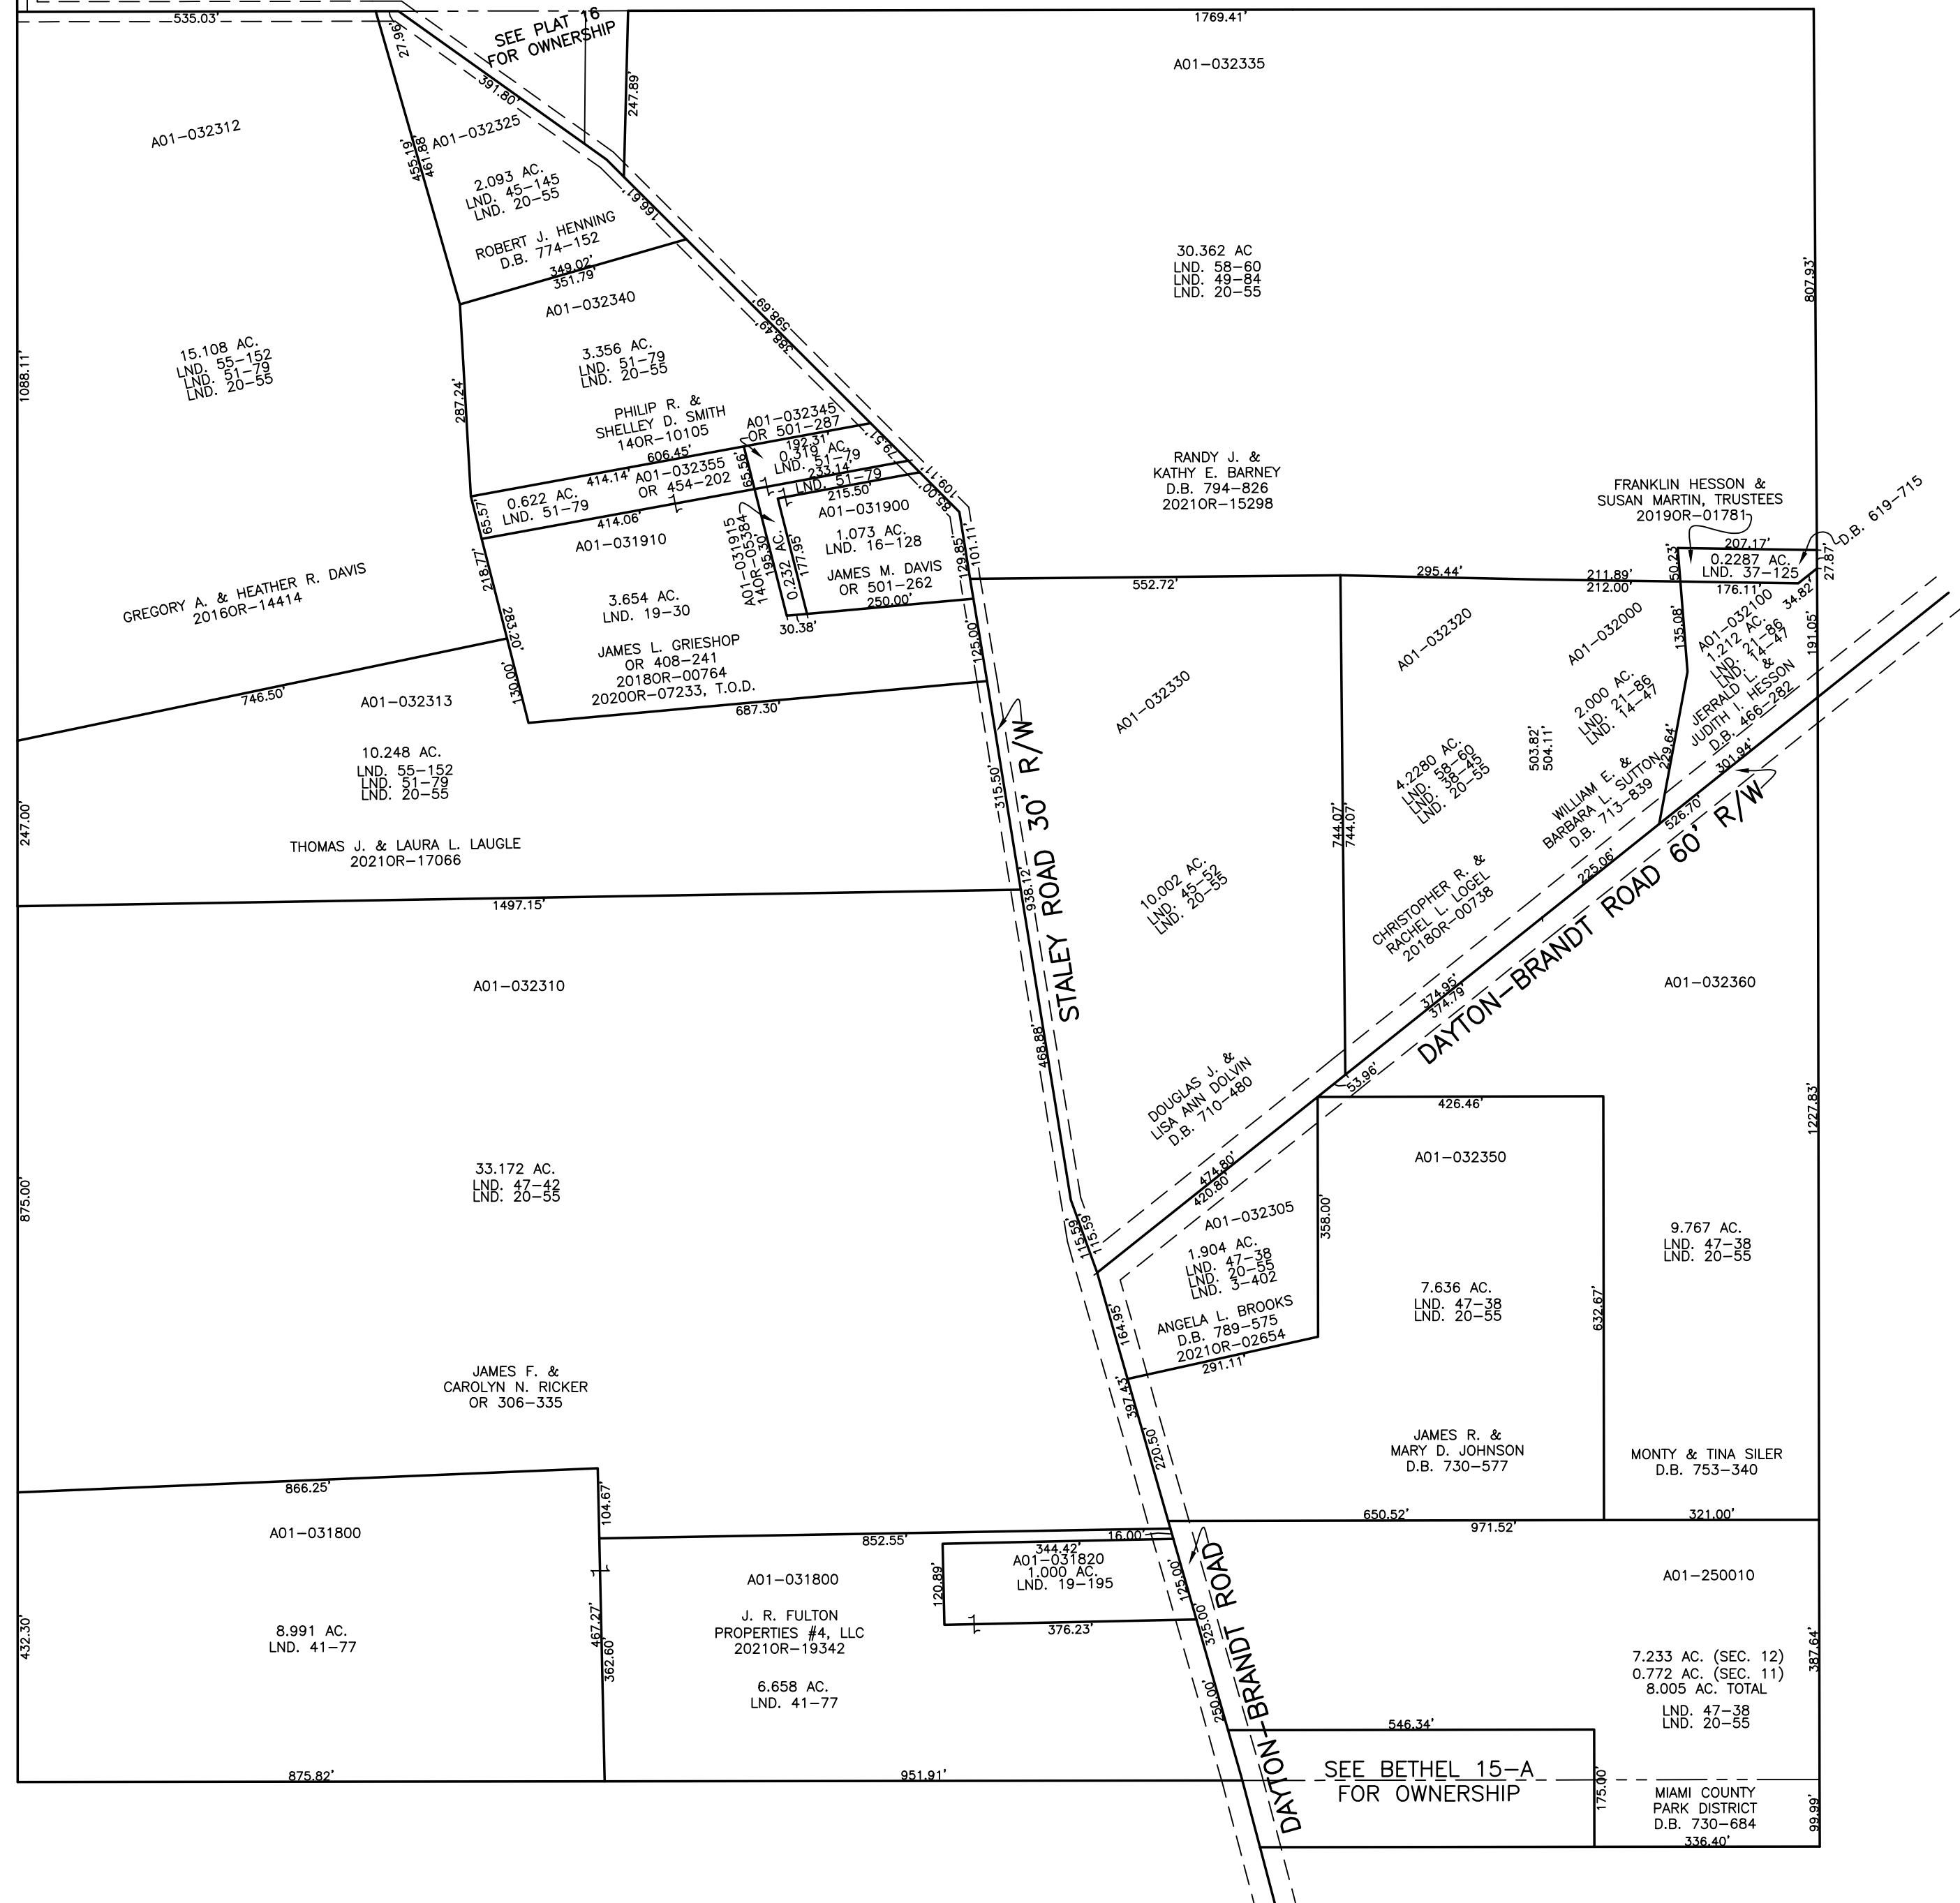 535.03'
27.96'
SEE PLAT 16
FOR OWNERSHIP
1769.41'
A01-032335
247.89'
391.80'
A01-032312
A01-032325
455.19'
461.88'
2.093 AC.
LND. 45-145
LND. 20-55
ROBERT J. HENNING
D.B. 774-152
166.61'
349.02'
351.79'
A01-032340
30.362 AC
LND. 58-60
LND. 49-84
LND. 20-55
807.93'
598.69'
388.49'
15.108 AC.
LND. 55-152
LND. 51-79
LND. 20-55
1088.11'
287.24'
3.356 AC.
LND. 51-79
LND. 20-55
PHILIP R. &
SHELLEY D. SMITH
14OR-10105
606.45'
A01-032345
OR 501-287
192.31'
0.319 AC.
LND. 51-79
233.14'
LND. 51-79
215.50'
79.51'
109.11'
85.00'
414.14'
A01-032355
OR 454-202
65.56'
0.622 AC.
LND. 51-79
65.57'
414.06'
A01-031900
1.073 AC.
LND. 16-128
JAMES M. DAVIS
OR 501-262
250.00'
129.85'
101.11'
A01-031915
14OR-05384
195.30'
0.232 AC.
177.95'
30.38'
A01-031910
218.77'
283.20'
3.654 AC.
LND. 19-30
JAMES L. GRIESHOP
OR 408-241
2018OR-00764
2020OR-07233, T.O.D.
130.00'
687.30'
125.00'
GREGORY A. & HEATHER R. DAVIS
2016OR-14414
746.50'
RANDY J. &
KATHY E. BARNEY
D.B. 794-826
2021OR-15298
FRANKLIN HESSON &
SUSAN MARTIN, TRUSTEES
2019OR-01781
D.B. 619-715
207.17'
0.2287 AC.
LND. 37-125
50.23'
27.87'
176.11'
34.82'
552.72'
295.44'
211.89'
212.00'
A01-032100
1.212 AC.
LND. 21-86
LND. 14-47
JERRALD L. &
JUDITH I. HESSON
D.B. 466-282
135.08'
191.05'
229.64'
301.94'
A01-032330
A01-032320
A01-032000
2.000 AC.
LND. 21-86
LND. 14-47
WILLIAM E. &
BARBARA L. SUTTON
D.B. 713-839
503.82'
504.11'
4.2280 AC.
LND. 58-60
LND. 38-45
LND. 20-55
CHRISTOPHER R. &
RACHEL L. LOGEL
2018OR-00738
744.07'
744.07'
225.06'
526.70'
374.95'
374.79'
DAYTON-BRANDT ROAD 60' R/W
A01-032313
10.248 AC.
LND. 55-152
LND. 51-79
LND. 20-55
THOMAS J. & LAURA L. LAUGLE
2021OR-17066
247.00'
1497.15'
315.50'
938.12'
STALEY ROAD 30' R/W
468.88'
10.002 AC.
LND. 45-52
LND. 20-55
DOUGLAS J. &
LISA ANN DOLVIN
D.B. 710-480
474.80'
420.80'
53.96'
A01-032360
1227.83'
A01-032310
33.172 AC.
LND. 47-42
LND. 20-55
875.00'
JAMES F. &
CAROLYN N. RICKER
OR 306-335
115.59'
115.59'
A01-032305
1.904 AC.
LND. 47-38
LND. 20-55
LND. 3-402
ANGELA L. BROOKS
D.B. 789-575
2021OR-02654
291.11'
164.95'
358.00'
426.46'
A01-032350
7.636 AC.
LND. 47-38
LND. 20-55
632.67'
JAMES R. &
MARY D. JOHNSON
D.B. 730-577
9.767 AC.
LND. 47-38
LND. 20-55
MONTY & TINA SILER
D.B. 753-340
397.43'
220.50'
650.52'
971.52'
321.00'
866.25'
104.67'
A01-031800
8.991 AC.
LND. 41-77
432.30'
467.27'
362.60'
875.82'
852.55'
16.00'
A01-031800
J. R. FULTON
PROPERTIES #4, LLC
2021OR-19342
6.658 AC.
LND. 41-77
951.91'
344.42'
A01-031820
1.000 AC.
LND. 19-195
120.89'
376.23'
125.00'
325.00'
250.00'
DAYTON-BRANDT ROAD
A01-250010
7.233 AC. (SEC. 12)
0.772 AC. (SEC. 11)
8.005 AC. TOTAL
LND. 47-38
LND. 20-55
387.64'
546.34'
SEE BETHEL 15-A
FOR OWNERSHIP
175.00'
MIAMI COUNTY
PARK DISTRICT
D.B. 730-684
99.99'
336.40'